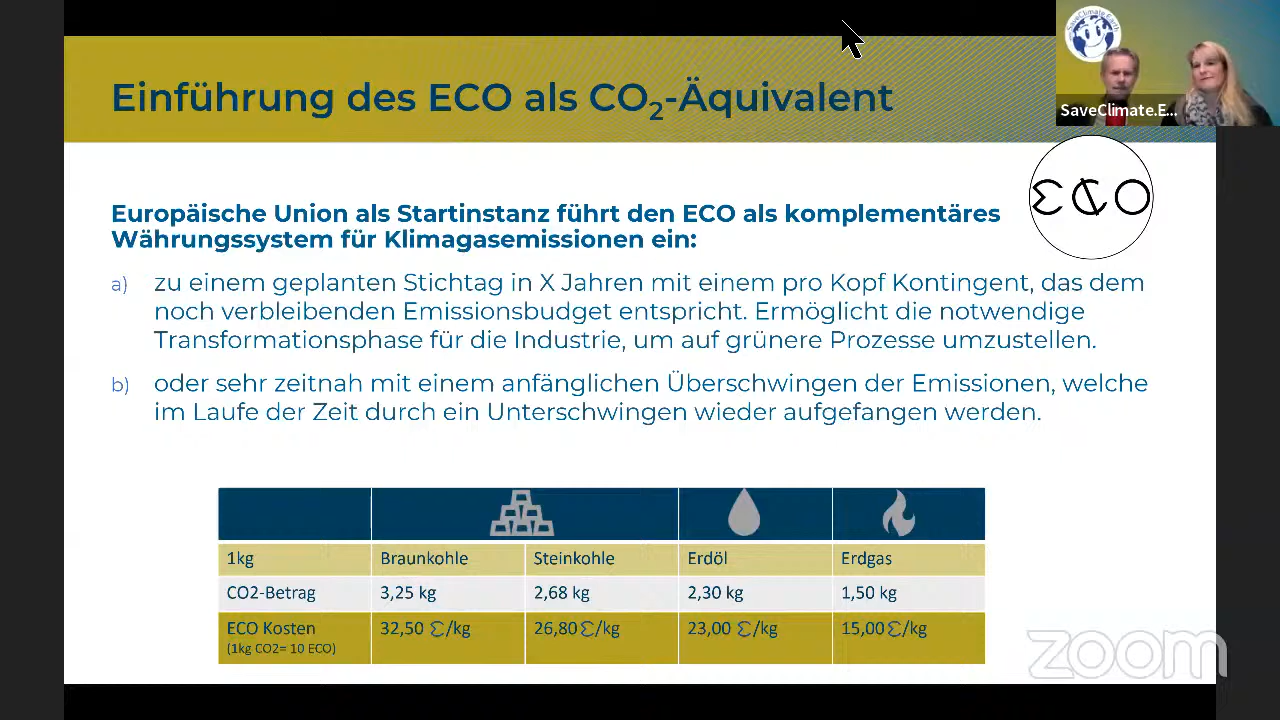 Einführung des ECO als CO₂-Äquivalent
SaveClimate.Earth
SaveClimate.E...
ECO
Europäische Union als Startinstanz führt den ECO als komplementäres
Währungssystem für Klimagasemissionen ein:
a) zu einem geplanten Stichtag in X Jahren mit einem pro Kopf Kontingent, das dem
noch verbleibenden Emissionsbudget entspricht. Ermöglicht die notwendige
Transformationsphase für die Industrie, um auf grünere Prozesse umzustellen.
b) oder sehr zeitnah mit einem anfänglichen Überschwingen der Emissionen, welche
im Laufe der Zeit durch ein Unterschwingen wieder aufgefangen werden.
1kg Braunkohle Steinkohle Erdöl Erdgas
CO2-Betrag 3,25 kg 2,68 kg 2,30 kg 1,50 kg
ECO Kosten 32,50 Σ/kg 26,80 Σ/kg 23,00 Σ/kg 15,00 Σ/kg
(1kg CO2= 10 ECO)
zoom